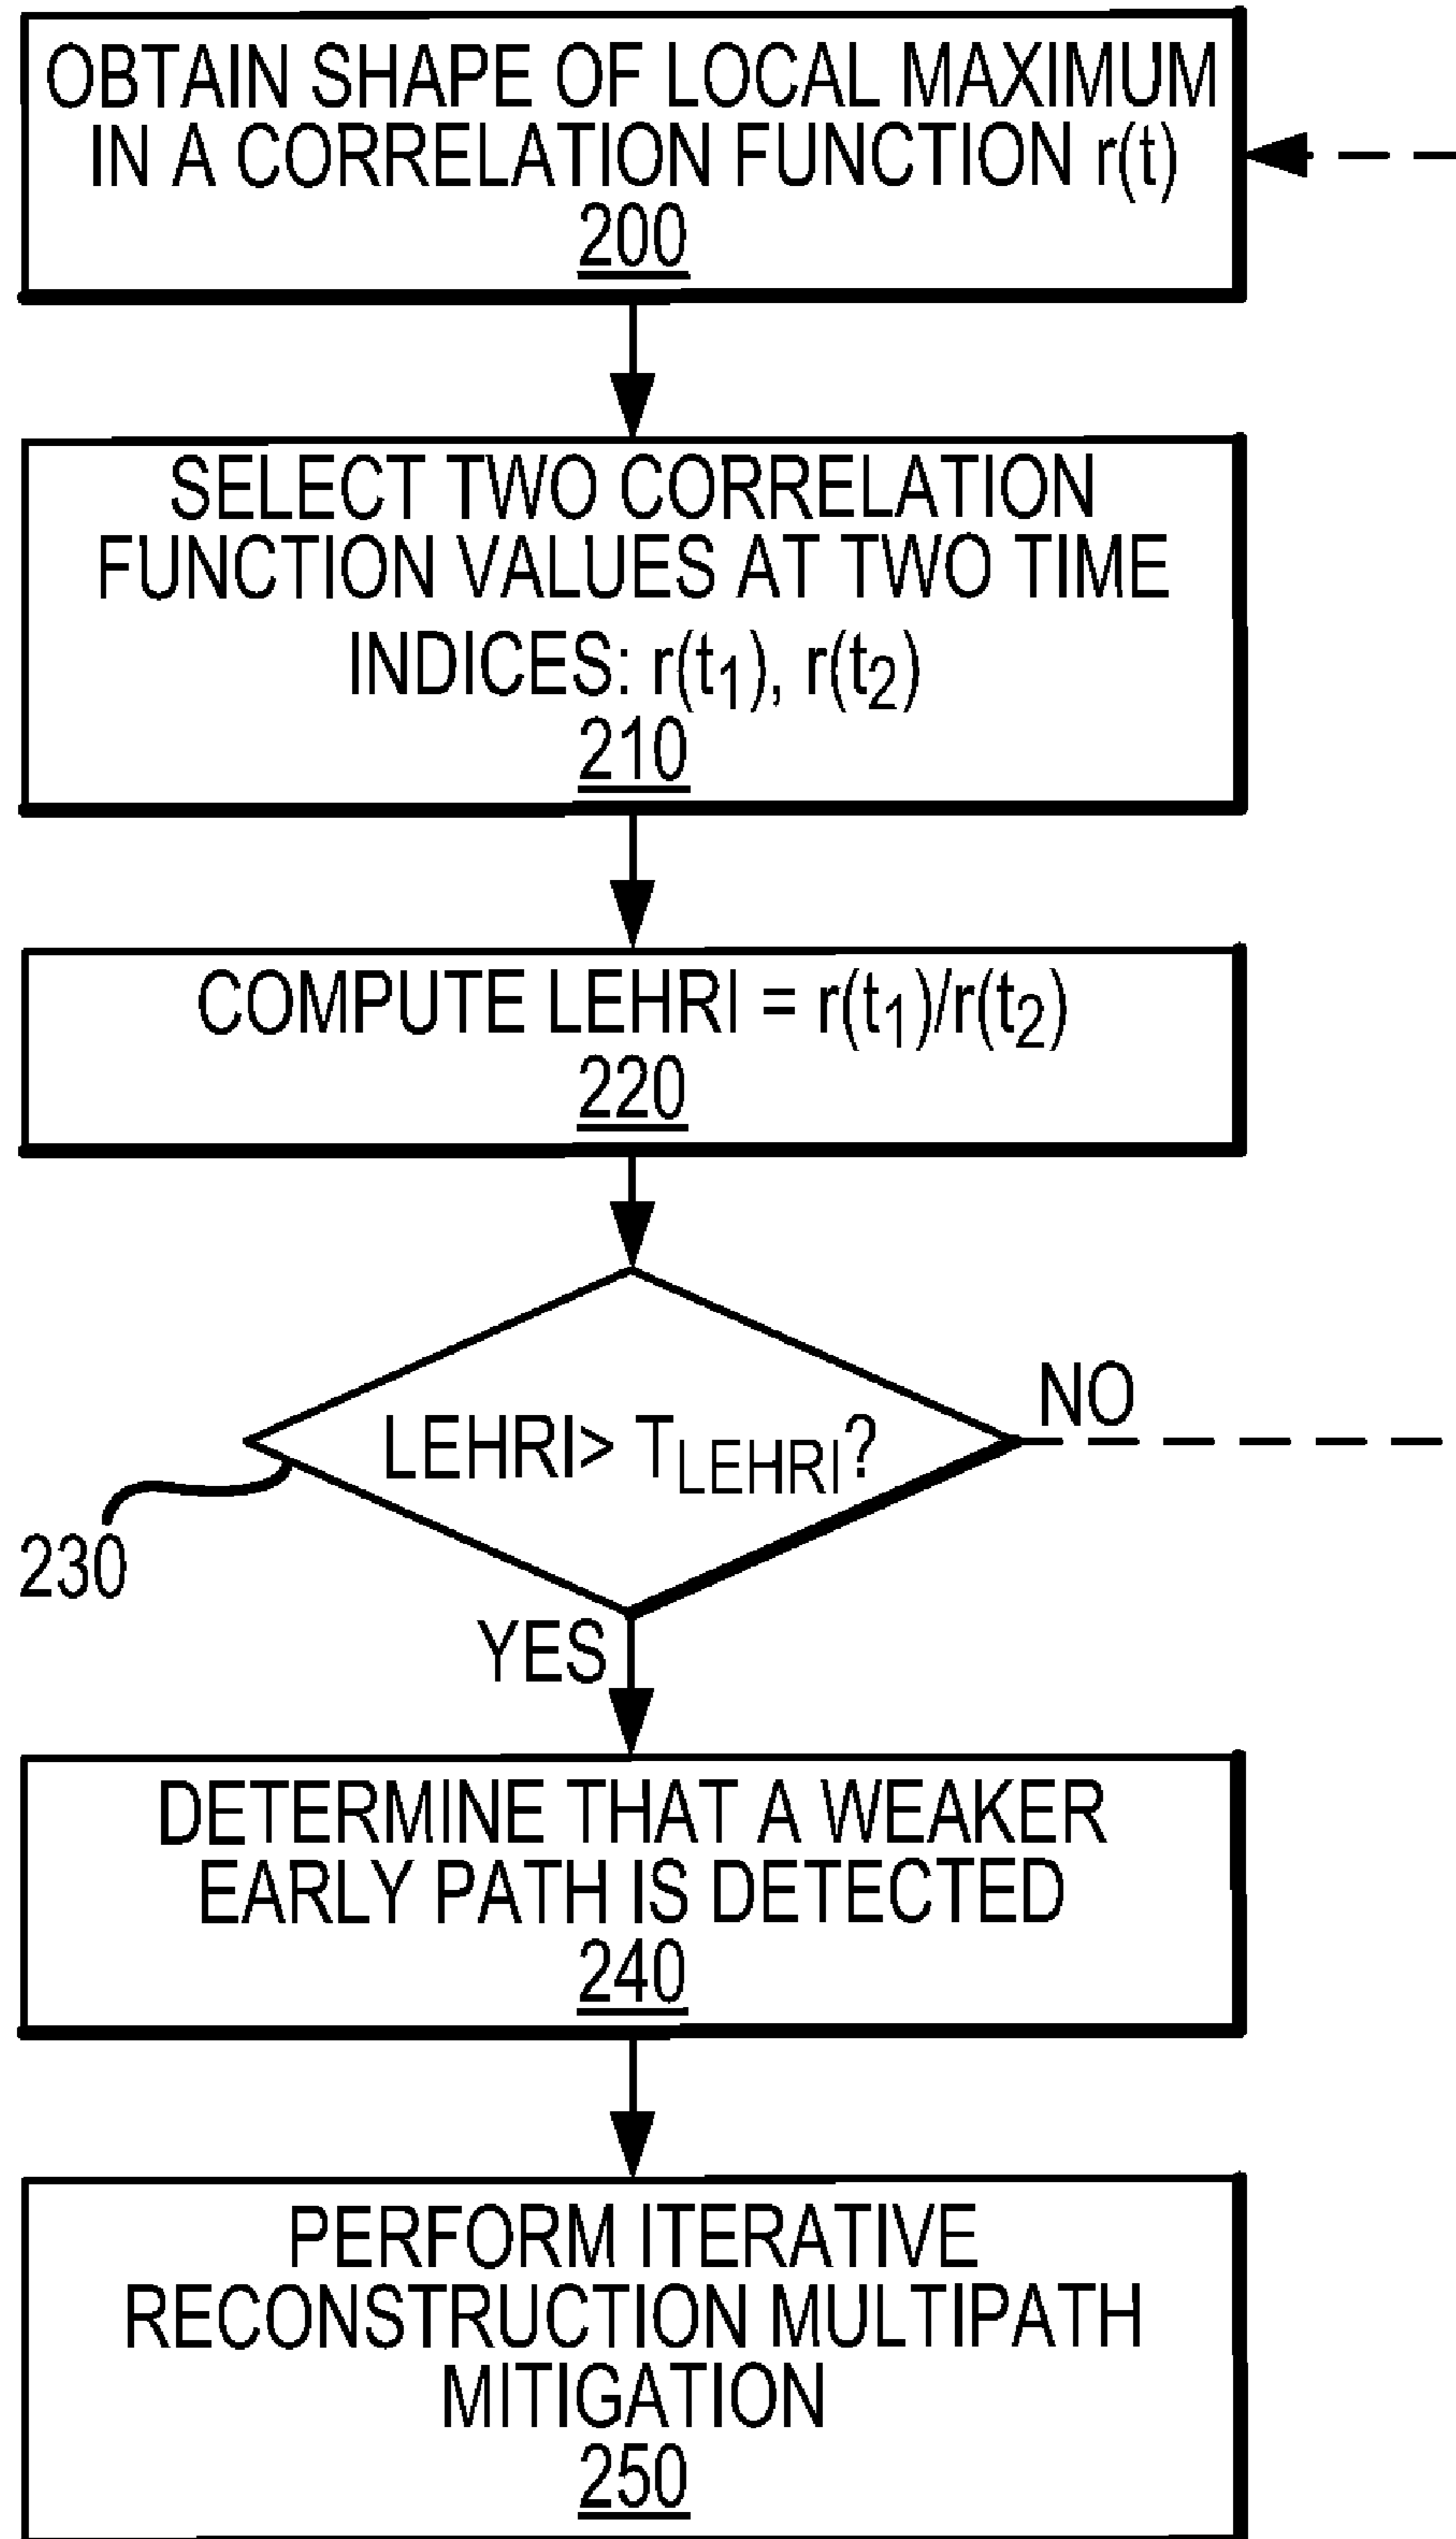 OBTAIN SHAPE OF LOCAL MAXIMUM
IN A CORRELATION FUNCTION r(t)
200
SELECT TWO CORRELATION
FUNCTION VALUES AT TWO TIME
INDICES: r(t₁), r(t₂)
210
COMPUTE LEHRI = r(t₁)/r(t₂)
220
NO
LEHRI> T_LEHRI?
230
YES
DETERMINE THAT A WEAKER
EARLY PATH IS DETECTED
240
PERFORM ITERATIVE
RECONSTRUCTION MULTIPATH
MITIGATION
250